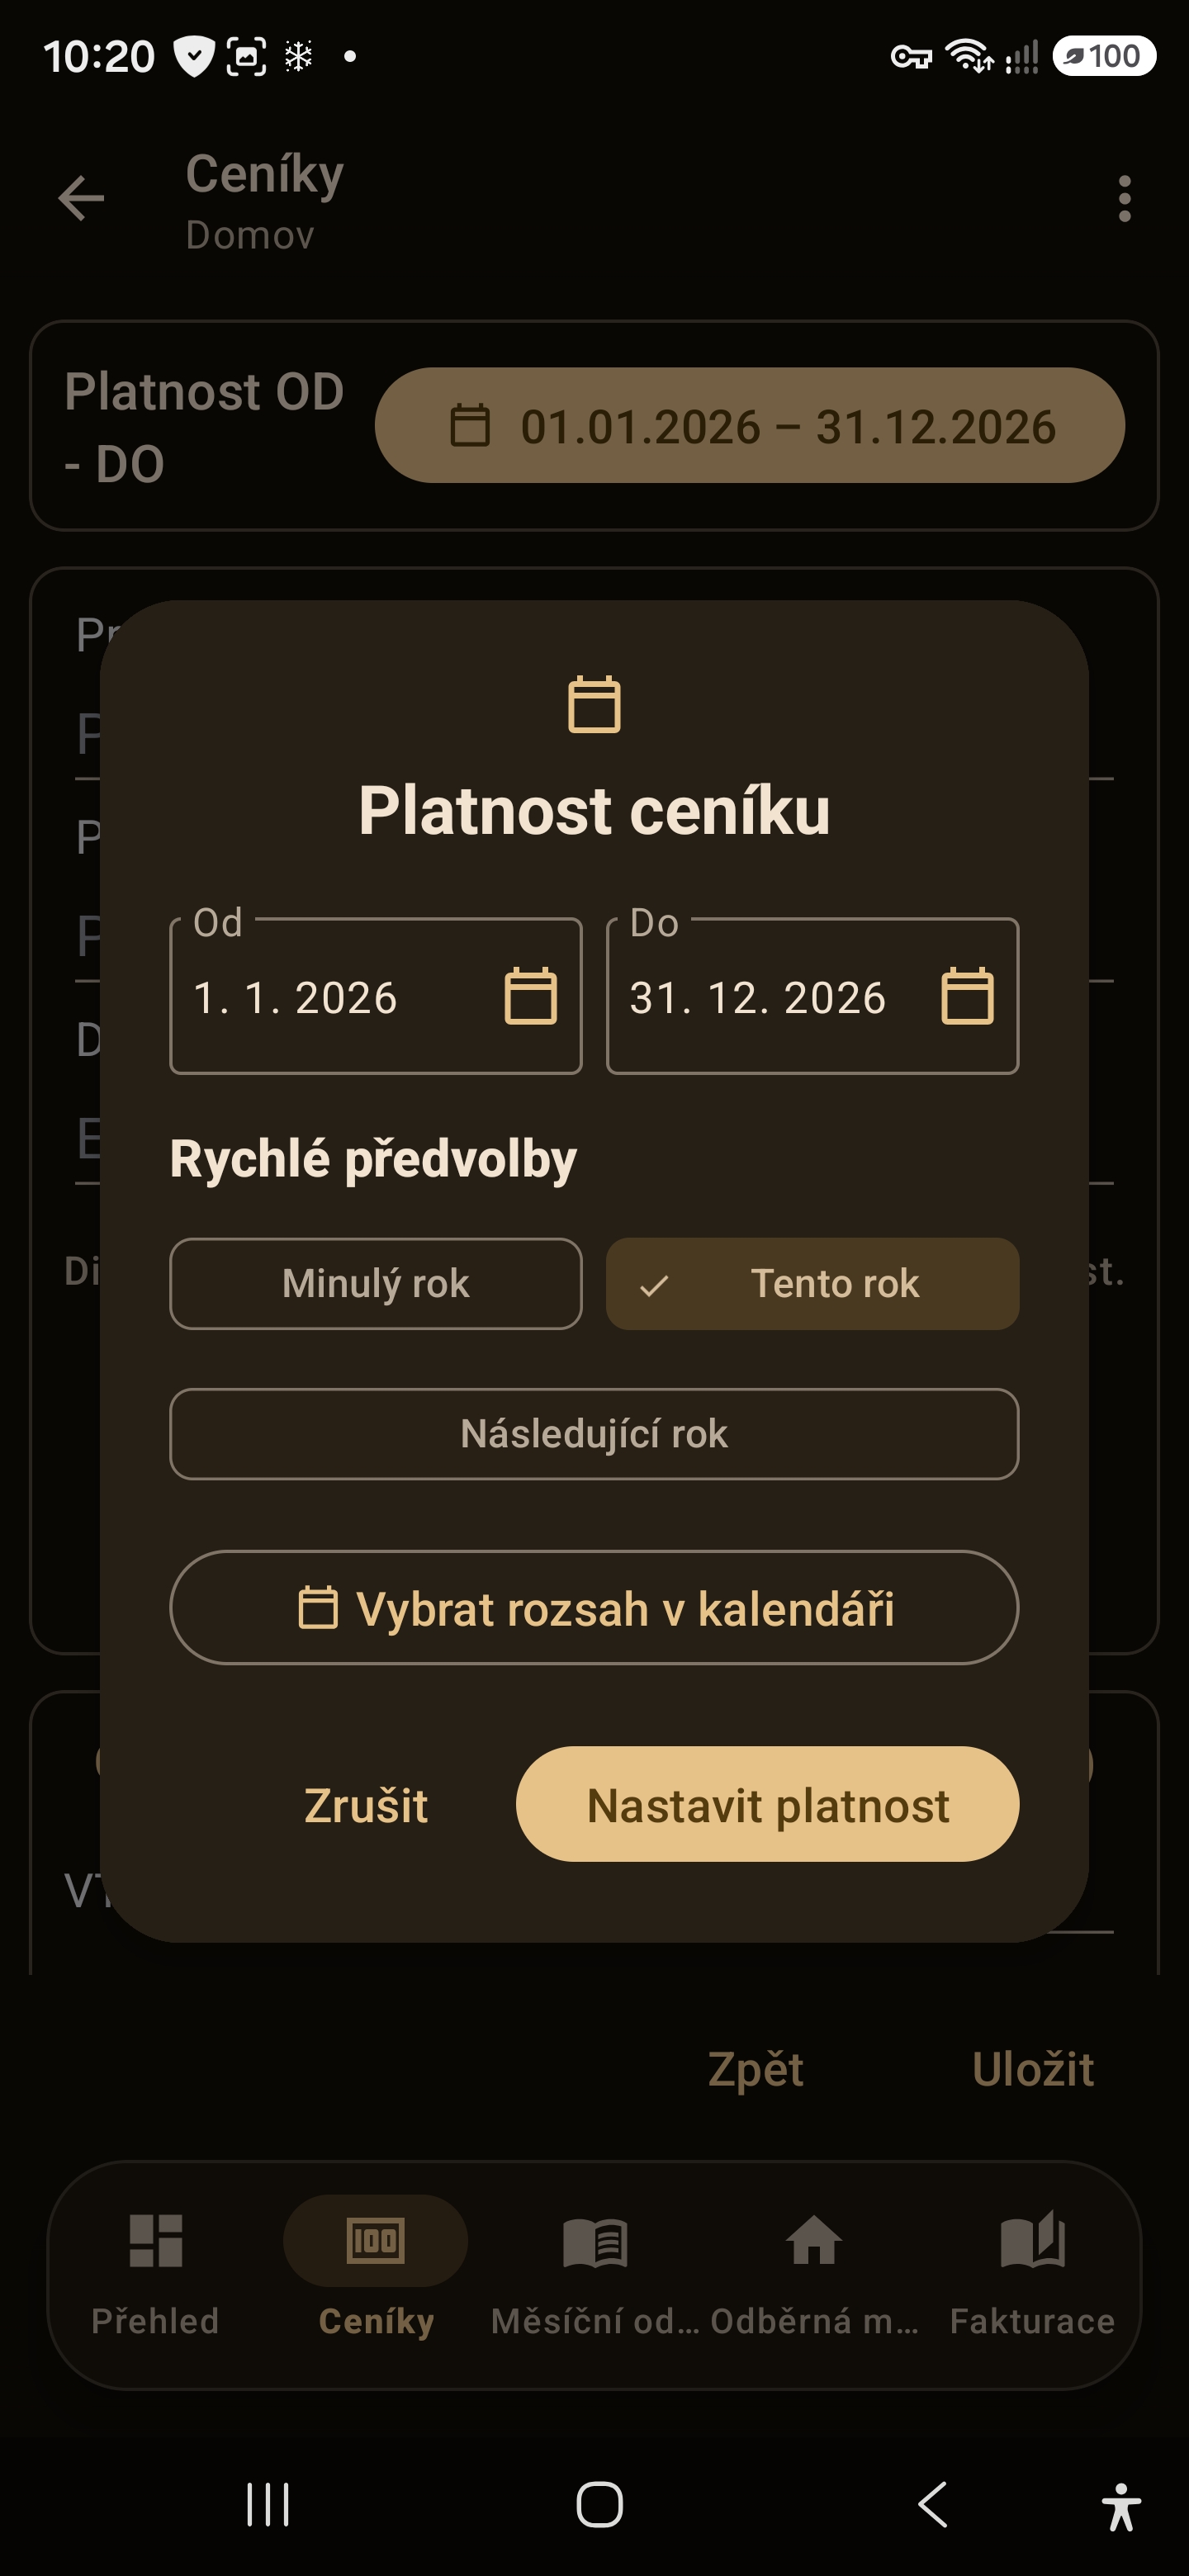 10:20
100
Ceníky
Domov
Platnost OD
- DO
01.01.2026 – 31.12.2026
Platnost ceníku
Od
Do
1. 1. 2026
31. 12. 2026
Rychlé předvolby
Minulý rok
Tento rok
Následující rok
Vybrat rozsah v kalendáři
Zrušit
Nastavit platnost
Zpět
Uložit
100
Přehled
Ceníky
Měsíční od...
Odběrná m...
Fakturace